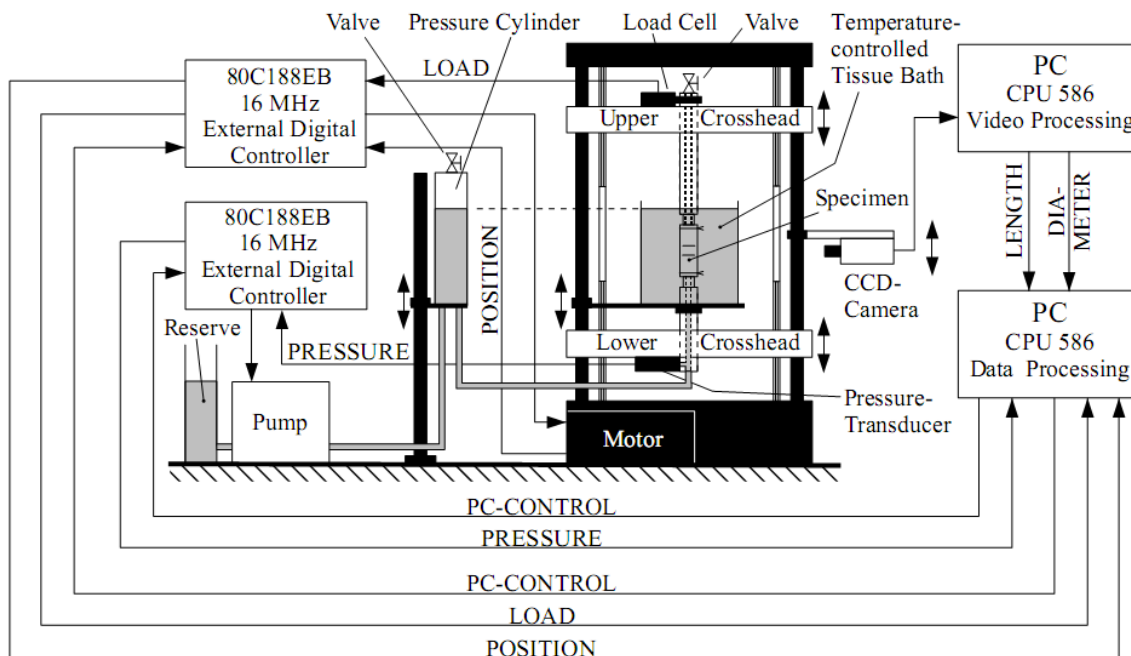 Valve
Pressure Cylinder
Load Cell
Valve
Temperature-
controlled
Tissue Bath
80C188EB
16 MHz
External Digital
Controller
LOAD
Upper
Crosshead
PC
CPU 586
Video Processing
80C188EB
16 MHz
External Digital
Controller
POSITION
Specimen
LENGTH
DIA-
METER
CCD-
Camera
Reserve
PRESSURE
Lower
Crosshead
PC
CPU 586
Data Processing
Pump
Motor
Pressure-
Transducer
PC-CONTROL
PRESSURE
PC-CONTROL
LOAD
POSITION